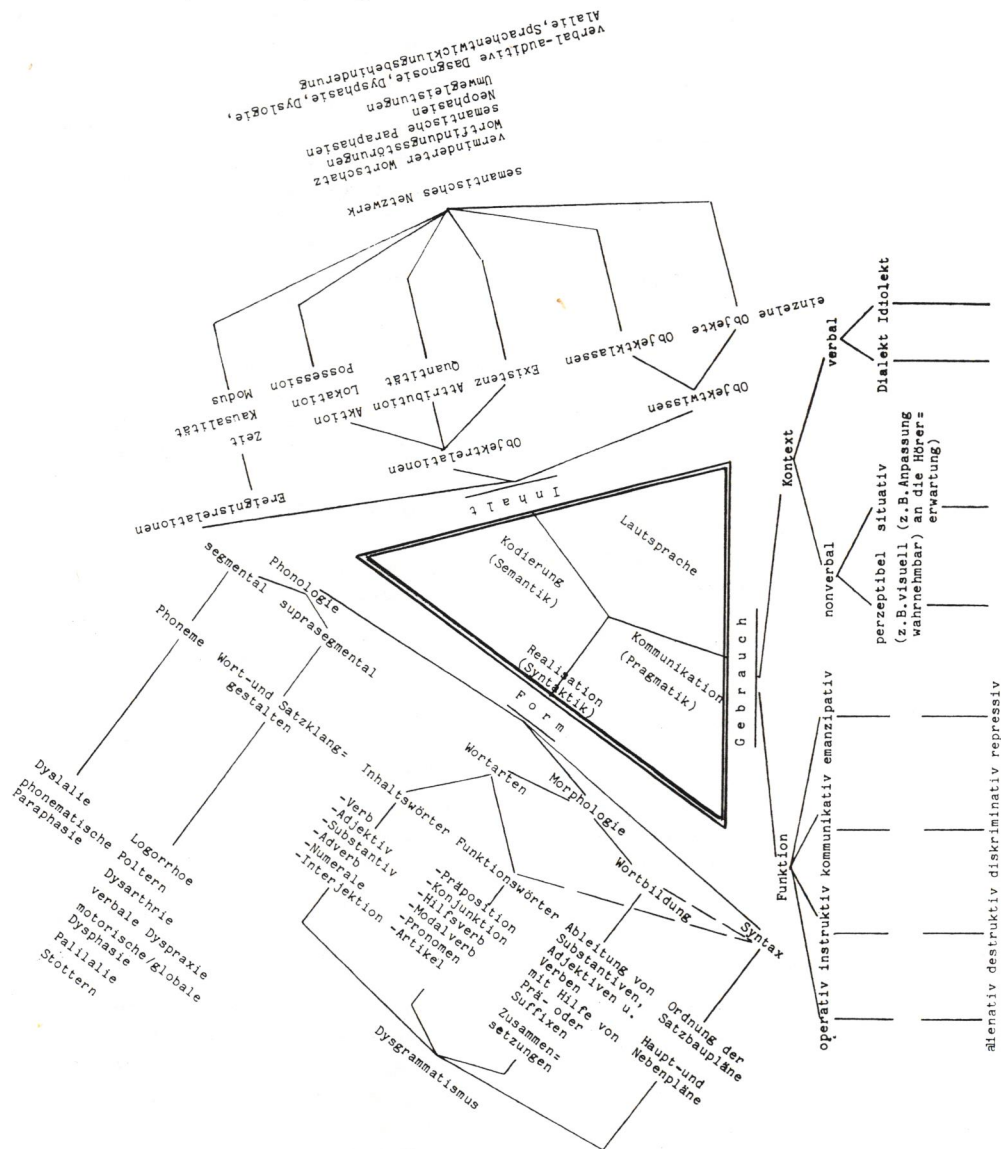 verbal-auditive Dasgnosie,Dysphasie,Dyslogie,
Alalie,Sprachentwicklungsbehinderung
Umwegleistungen
Neophasien
semantische Paraphasien
Wortfindungsstörungen
verminderter Wortschatz
semantisches Netzwerk
Modus
Kausalität
Zeit
Possession
Lokation
Aktion
Quantität
Attribution
Existenz
Objektklassen
einzelne Objekte
Ereignisrelationen
Objektrelationen
Objektwissen
Inhalt
Kodierung
(Semantik)
Lautsprache
Realisation
(Syntaktik)
Kommunikation
(Pragmatik)
Form
Gebrauch
Phonologie
segmental
suprasegmental
Phoneme
Wort-und Satzklang=
gestalten
Dyslalie
phonematische
Paraphasie
Logorrhoe
Poltern
Dysarthrie
verbale Dyspraxie
motorische/globale
Dysphasie
Palilalie
Stottern
Morphologie
Wortarten
Wortbildung
Syntax
Inhaltswörter
-Verb
-Adjektiv
-Substantiv
-Adverb
-Numerale
-Interjektion
Funktionswörter
-Präposition
-Konjunktion
-Hilfsverb
-Modalverb
-Pronomen
-Artikel
Ableitung von
Substantiven,
Adjektiven u.
Verben
mit Hilfe von
Prä- oder
Suffixen
Zusammen=
setzungen
Ordnung der
Satzbaupläne
Haupt-und
Nebenpläne
Dysgrammatismus
Kontext
verbal
nonverbal
Dialekt Idiolekt
perzeptibel
(z.B.visuell
wahrnehmbar)
situativ
(z.B.Anpassung
an die Hörer=
erwartung)
Funktion
operativ instruktiv kommunikativ emanzipativ
alienativ destruktiv diskriminativ repressiv